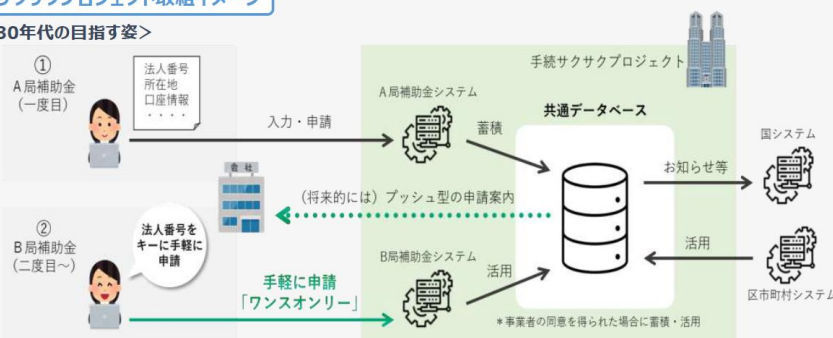 30年代の目指す姿＞
手続サクサクプロジェクト
①
A局補助金
（一度目）
法人番号
所在地
口座情報
・・・・
入力・申請
A局補助金システム
蓄積
共通データベース
国システム
お知らせ等
会社
（将来的には）プッシュ型の申請案内
②
B局補助金
（二度目～）
法人番号を
キーに手軽に
申請
手軽に申請
「ワンスオンリー」
B局補助金システム
活用
活用
区市町村システム
＊事業者の同意を得られた場合に蓄積・活用